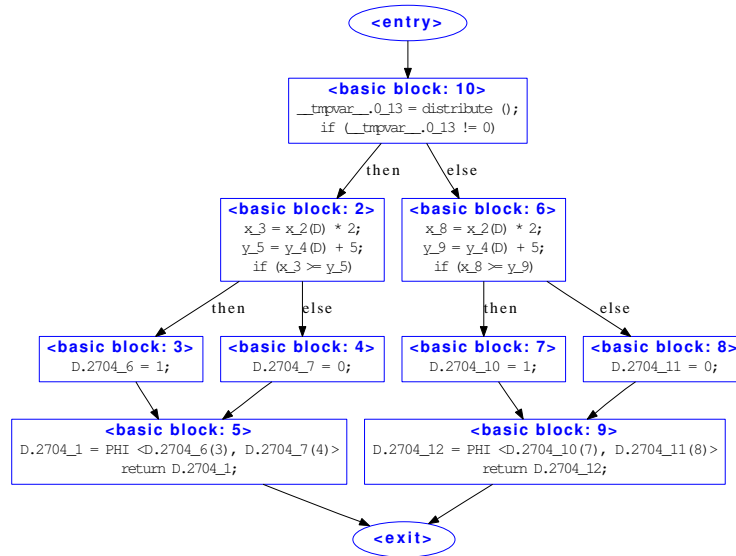 <entry>
<basic block: 10>
__tmpvar__.0_13 = distribute ();
if (__tmpvar__.0_13 != 0)
then
else
<basic block: 2>
x_3 = x_2(D) * 2;
y_5 = y_4(D) + 5;
if (x_3 >= y_5)
<basic block: 6>
x_8 = x_2(D) * 2;
y_9 = y_4(D) + 5;
if (x_8 >= y_9)
then
else
then
else
<basic block: 3>
D.2704_6 = 1;
<basic block: 4>
D.2704_7 = 0;
<basic block: 7>
D.2704_10 = 1;
<basic block: 8>
D.2704_11 = 0;
<basic block: 5>
D.2704_1 = PHI <D.2704_6(3), D.2704_7(4)>
return D.2704_1;
<basic block: 9>
D.2704_12 = PHI <D.2704_10(7), D.2704_11(8)>
return D.2704_12;
<exit>